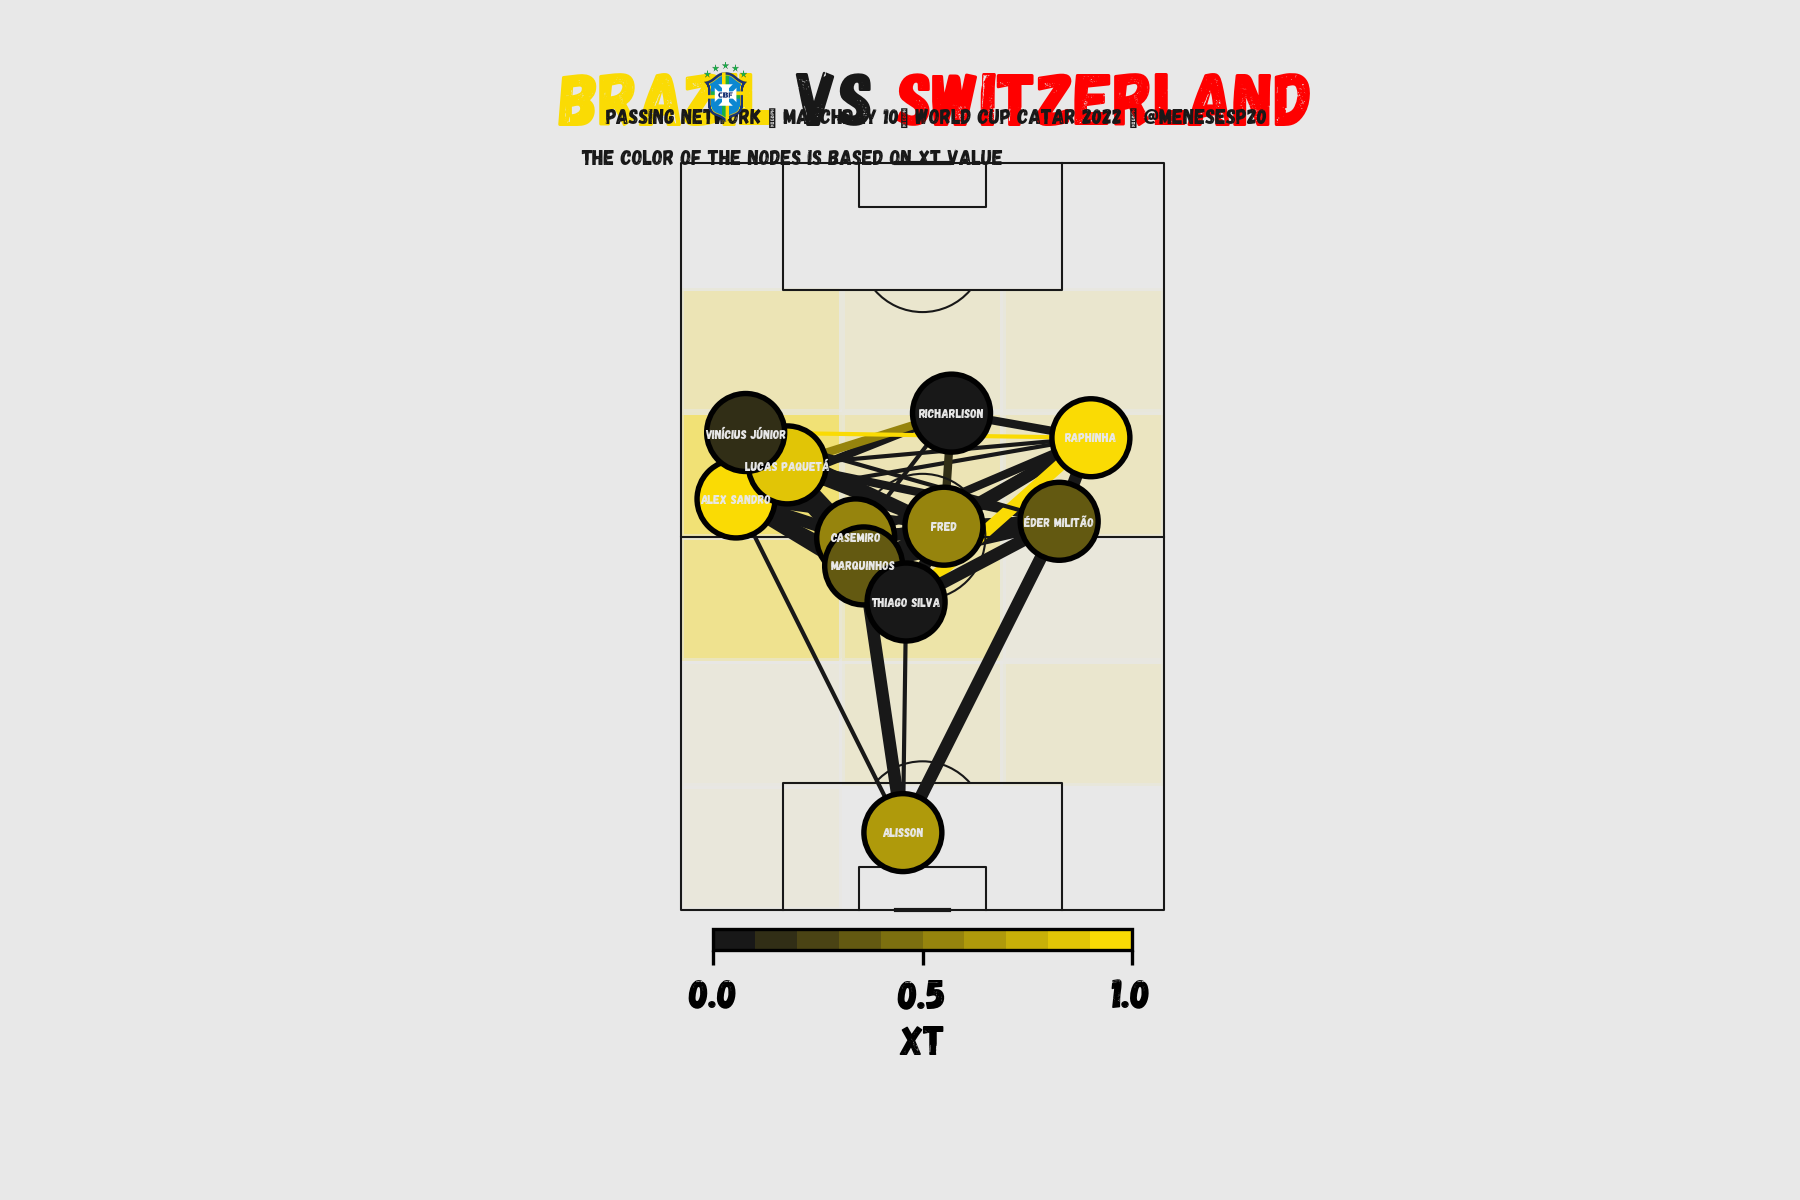 BRAZIL VS SWITZERLAND
CBF
PASSING NETWORK MATCHDAY 10 WORLD CUP CATAR 2022 @MENESESP20
THE COLOR OF THE NODES IS BASED ON XT VALUE
RICHARLISON
VINÍCIUS JÚNIOR
RAPHINHA
LUCAS PAQUETÁ
ALEX SANDRO
ÉDER MILITÃO
FRED
CASEMIRO
MARQUINHOS
THIAGO SILVA
ALISSON
0.0 0.5 1.0
XT